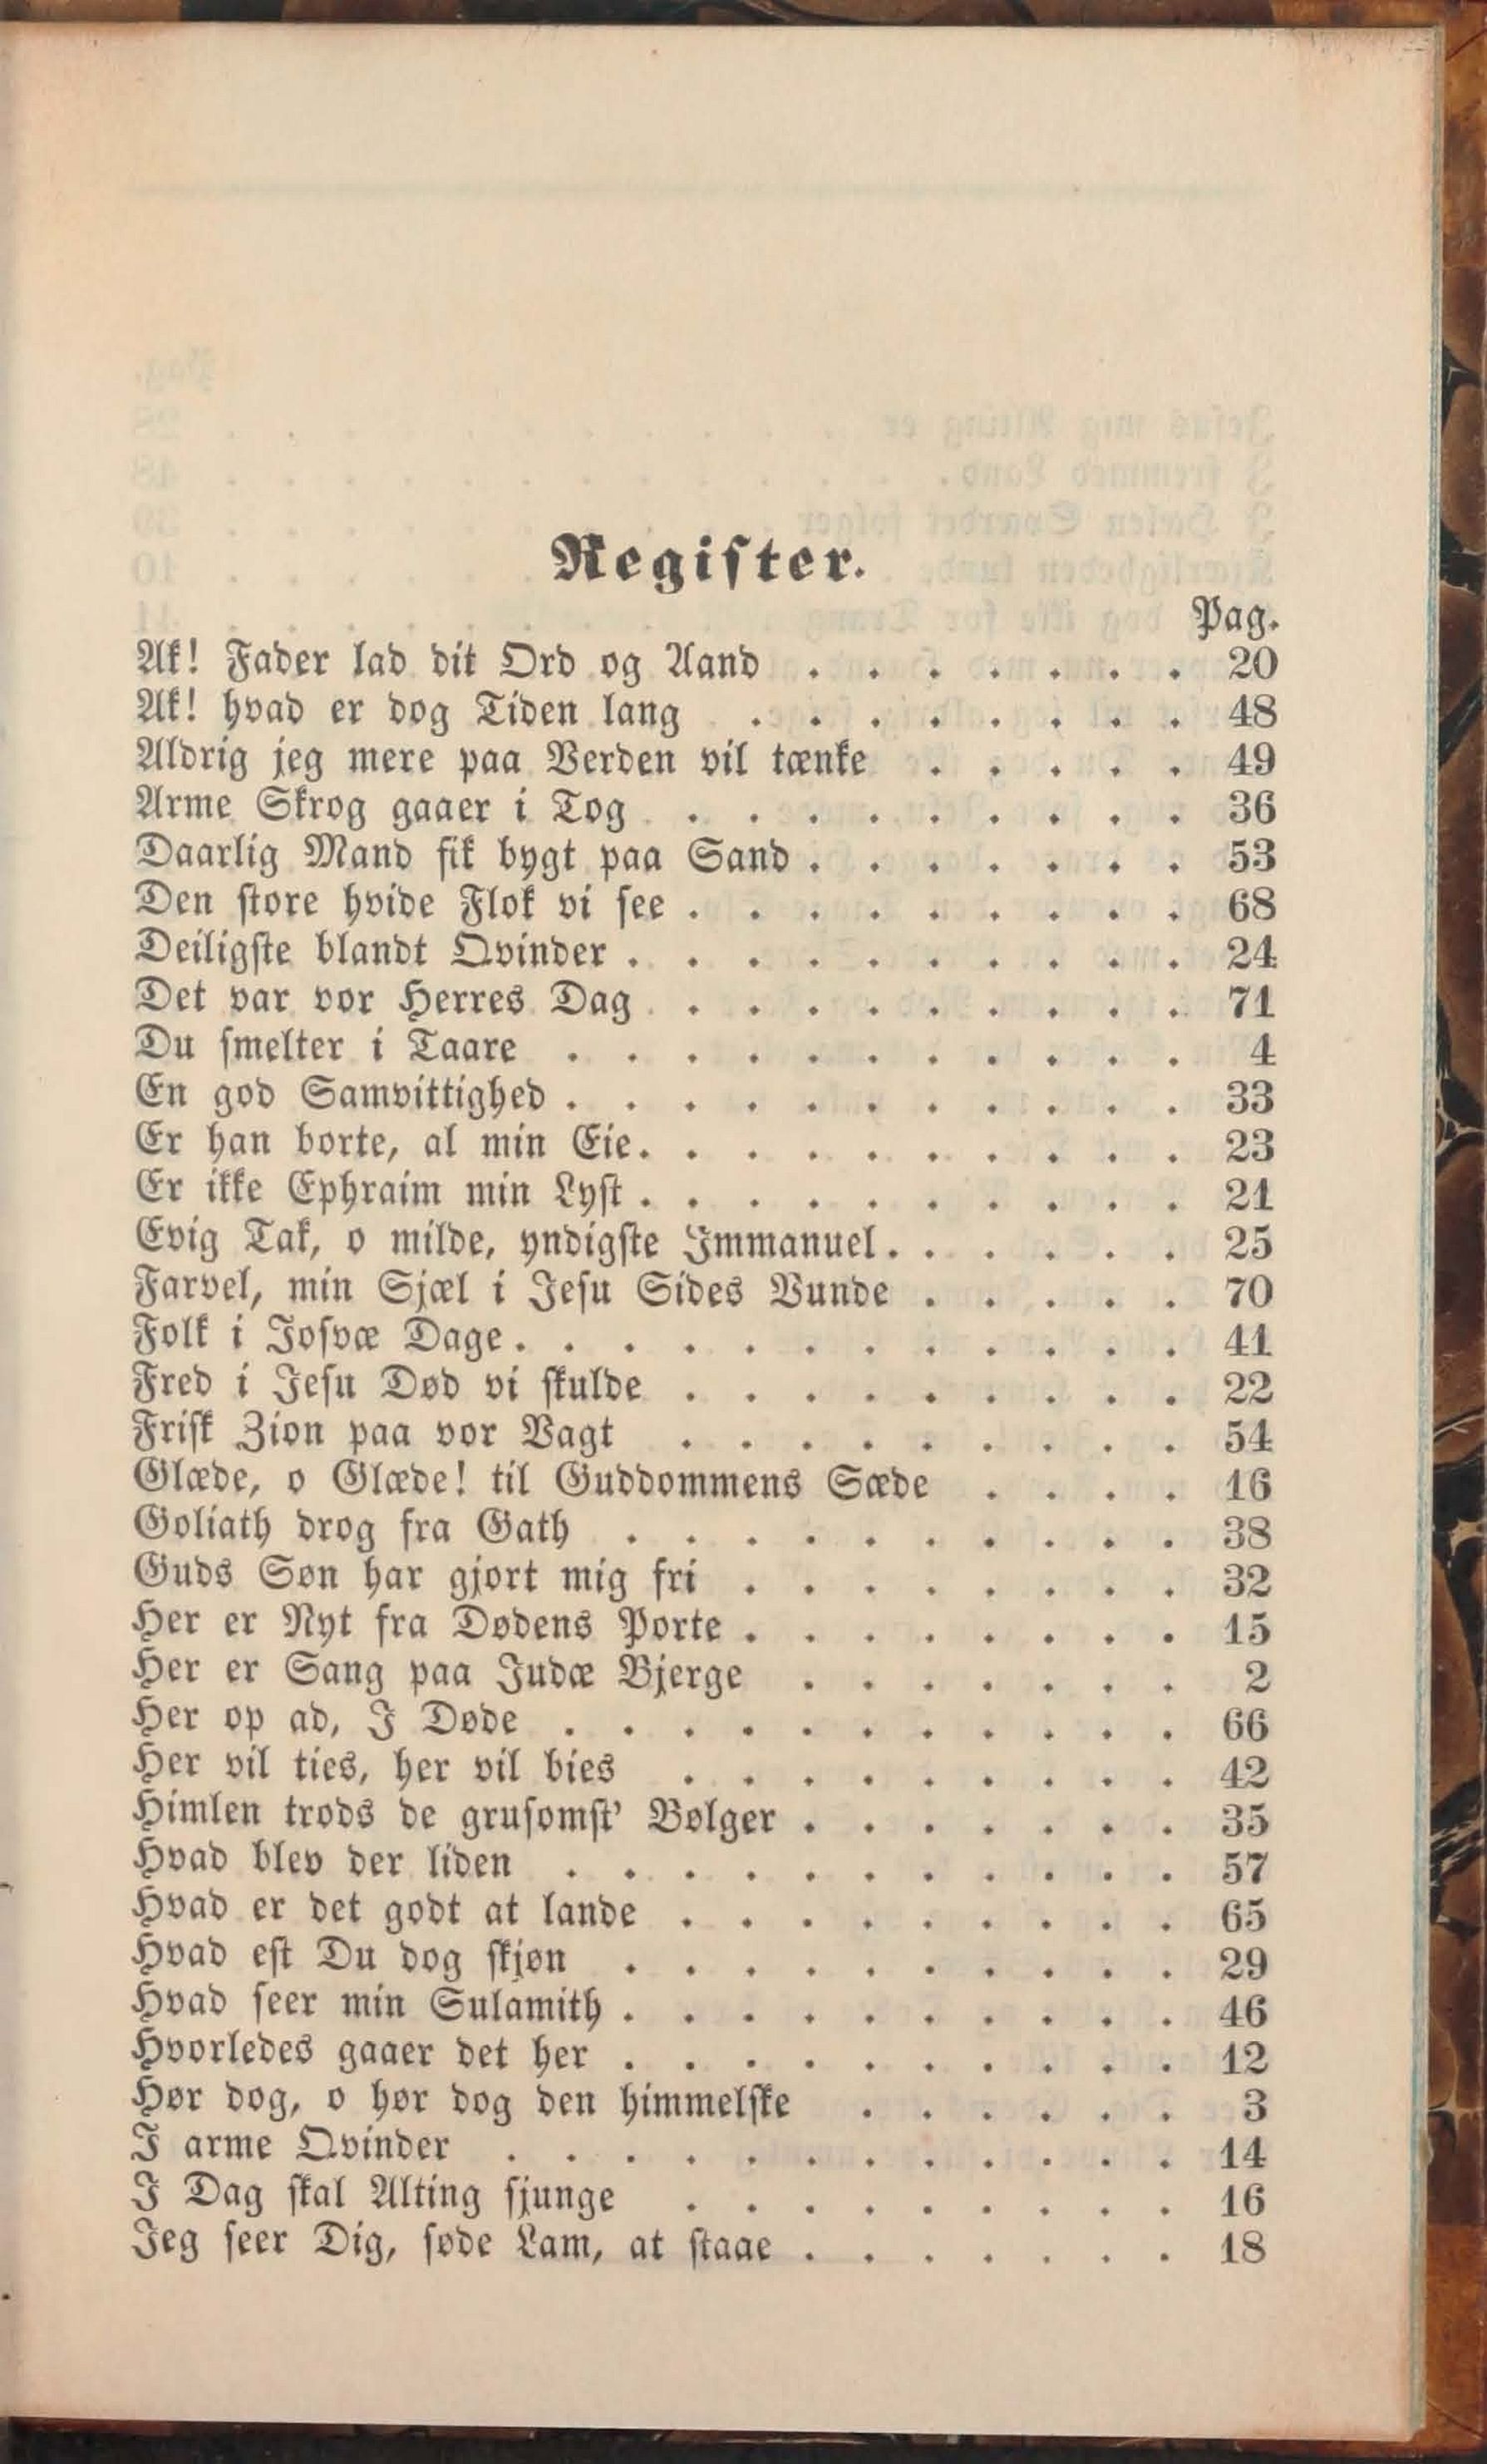 Register.
Pag.
Ak! Fader lad dit Ord og Aand . . . . . . . 20
Ak! hvad er dog Tiden lang . . . . . . . . 48
Aldrig jeg mere paa Verden vil tænke . . . . . 49
Arme Skrog gaaer i Tog . . . . . . . . . 36
Daarlig Mand fik bygt paa Sand . . . . . . . 53
Den store hvide Flok vi see . . . . . . . . . 68
Deiligste blandt Qvinder . . . . . . . . . . 24
Det var vor Herres Dag . . . . . . . . . 71
Du smelter i Taare . . . . . . . . . . . 4
En god Samvittighed . . . . . . . . . . . 33
Er han borte, al min Eie . . . . . . . . . . 23
Er ikke Ephraim min Lyst . . . . . . . . . . 21
Evig Tak, o milde, yndigste Immanuel . . . . . . 25
Farvel, min Sjæl i Jesu Sides Vunde . . . . . 70
Folk i Josvæ Dage . . . . . . . . . . . . 41
Fred i Jesu Død vi skulde . . . . . . . . . 22
Frisk Zion paa vor Vagt . . . . . . . . . 54
Glæde, o Glæde! til Guddommens Sæde . . . . 16
Goliath drog fra Gath . . . . . . . . . . 38
Guds Søn har gjort mig fri . . . . . . . . 32
Her er Nyt fra Dødens Porte . . . . . . . . 15
Her er Sang paa Judæ Bjerge . . . . . . . 2
Her op ad, I Døde . . . . . . . . . . . 66
Her vil ties, her vil bies . . . . . . . . . 42
Himlen trods de grusomst' Bølger . . . . . . . 35
Hvad blev der liden . . . . . . . . . . . 57
Hvad er det godt at lande . . . . . . . . . 65
Hvad est Du dog skjøn . . . . . . . . . . 29
Hvad seer min Sulamith . . . . . . . . . . 46
Hvorledes gaaer det her . . . . . . . . . . 12
Hør dog, o hør dog den himmelske . . . . . . 3
I arme Qvinder . . . . . . . . . . . . 14
I Dag skal Alting sjunge . . . . . . . . . 16
Jeg seer Dig, søde Lam, at staae . . . . . . . 18